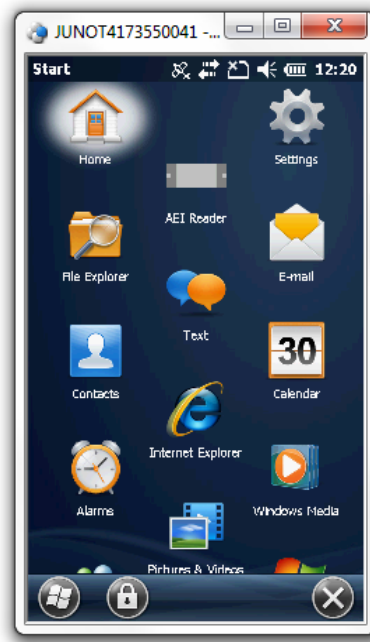 JUNOT4173550041 -...
Start 12:20
Home
Settings
AEI Reader
File Explorer
E-mail
Text
30
Contacts
Calendar
Internet Explorer
Alarms
Windows Media
Pictures & Videos